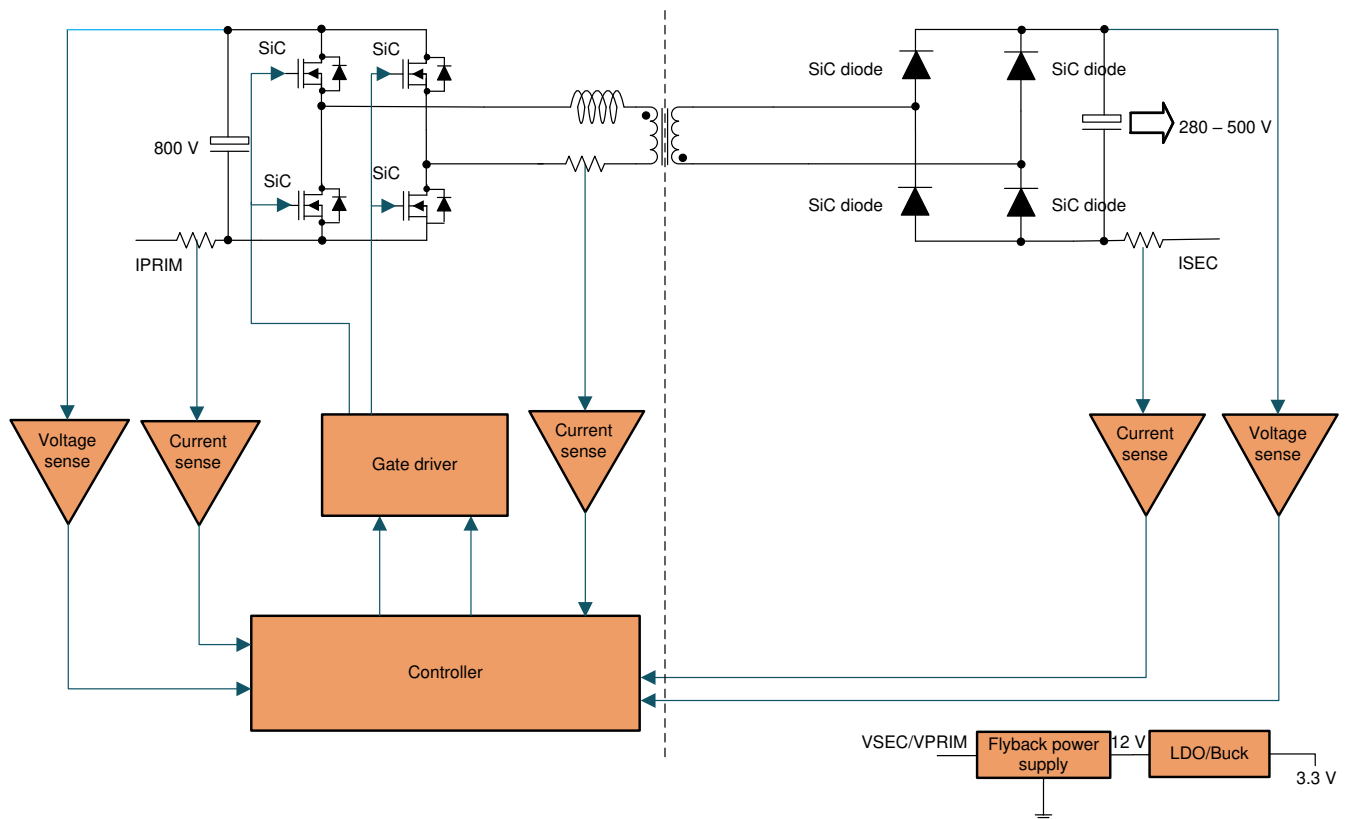 SiC
SiC
SiC diode
SiC diode
800 V
280 – 500 V
SiC
SiC
SiC diode
SiC diode
IPRIM
ISEC
Voltage
sense
Current
sense
Gate driver
Current
sense
Current
sense
Voltage
sense
Controller
VSEC/VPRIM
Flyback power
supply
12 V
LDO/Buck
3.3 V